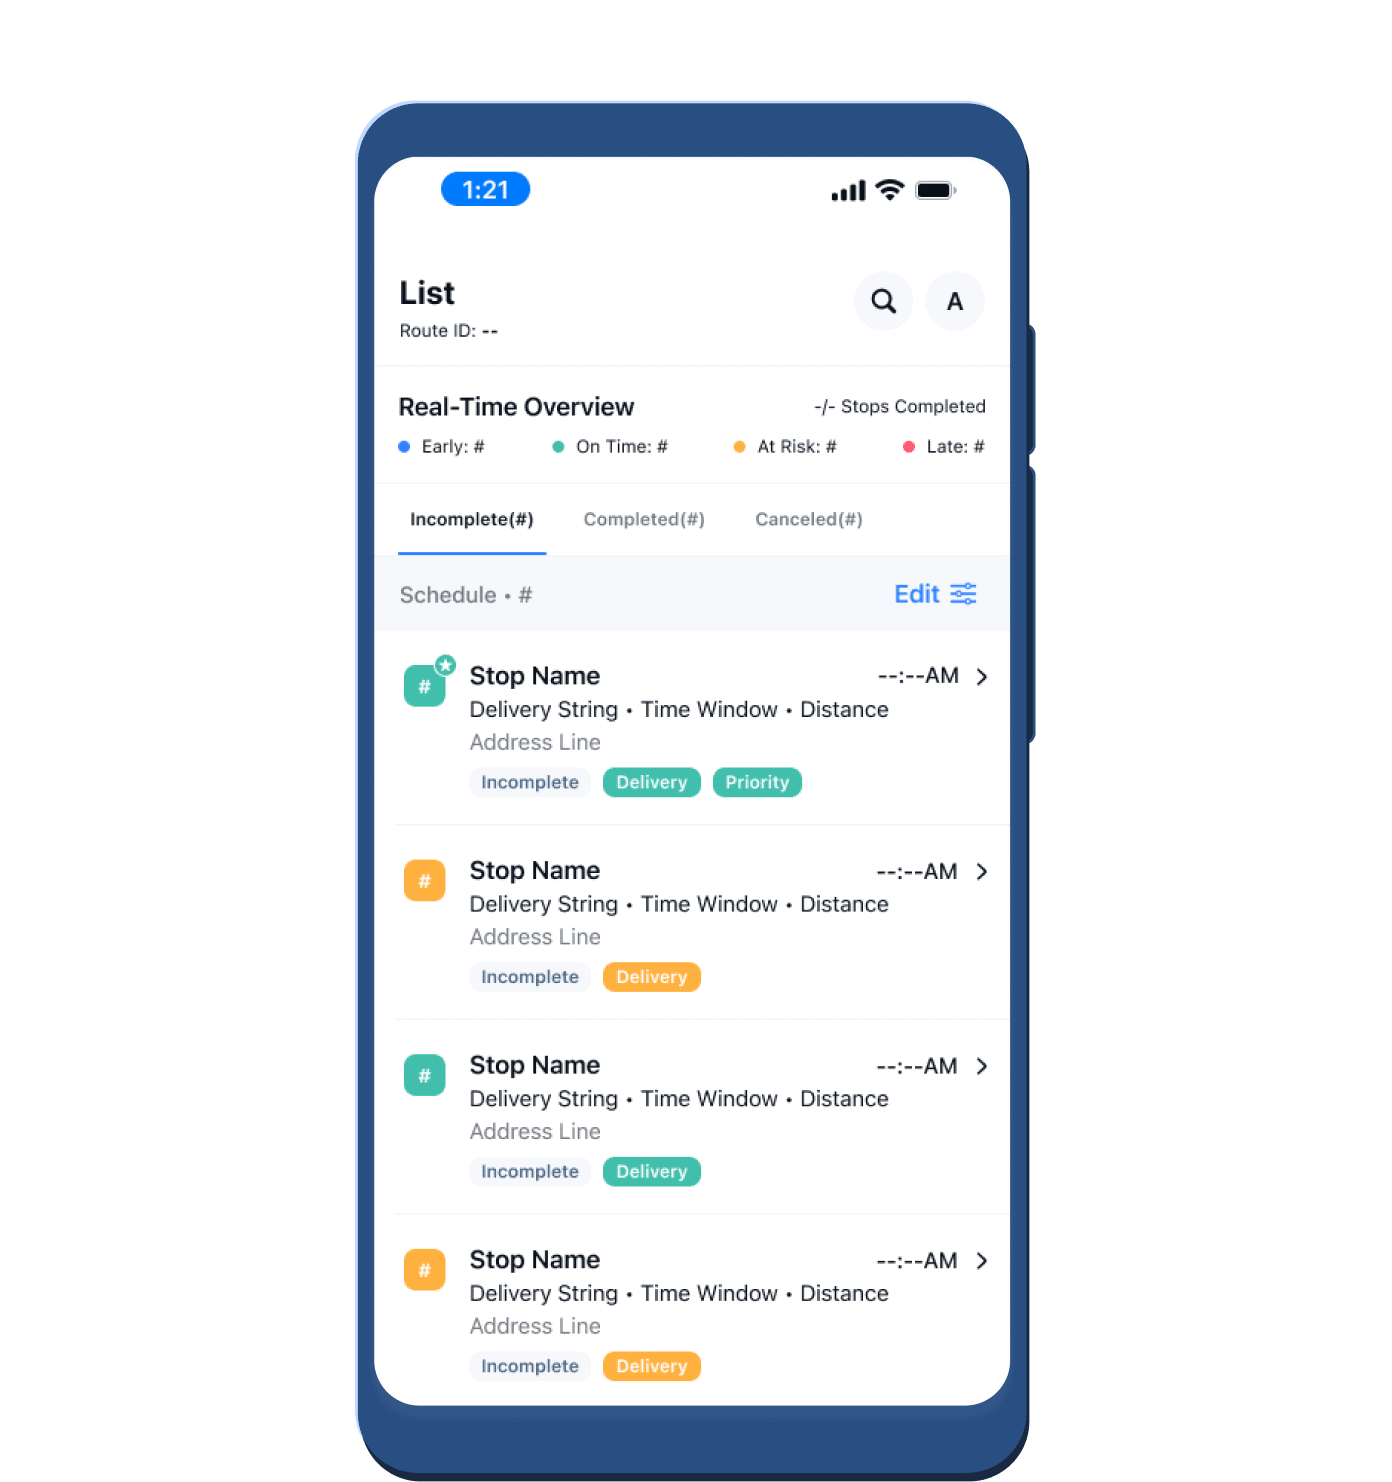 1:21
List
A
Route ID: --
Real-Time Overview -/- Stops Completed
Early: # On Time: # At Risk: # Late: #
Incomplete(#) Completed(#) Canceled(#)
Schedule • # Edit
# Stop Name --:--AM
Delivery String • Time Window • Distance
Address Line
Incomplete Delivery Priority
# Stop Name --:--AM
Delivery String • Time Window • Distance
Address Line
Incomplete Delivery
# Stop Name --:--AM
Delivery String • Time Window • Distance
Address Line
Incomplete Delivery
# Stop Name --:--AM
Delivery String • Time Window • Distance
Address Line
Incomplete Delivery